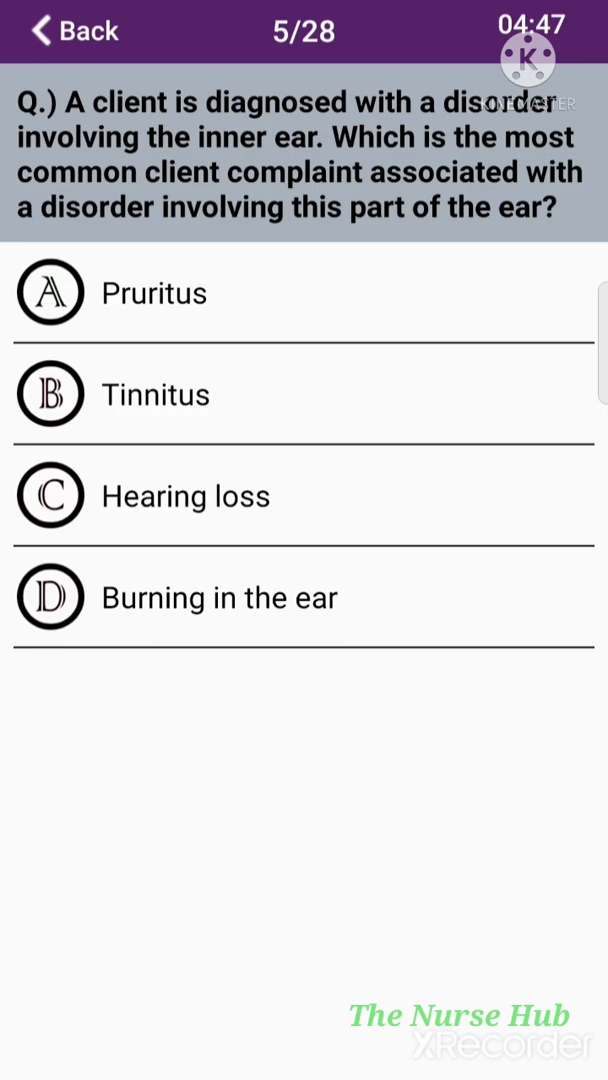 Back
5/28
04:47
K
KINEMASTER
Q.) A client is diagnosed with a disorder
involving the inner ear. Which is the most
common client complaint associated with
a disorder involving this part of the ear?
A Pruritus
B Tinnitus
C Hearing loss
D Burning in the ear
The Nurse Hub
XRecorder